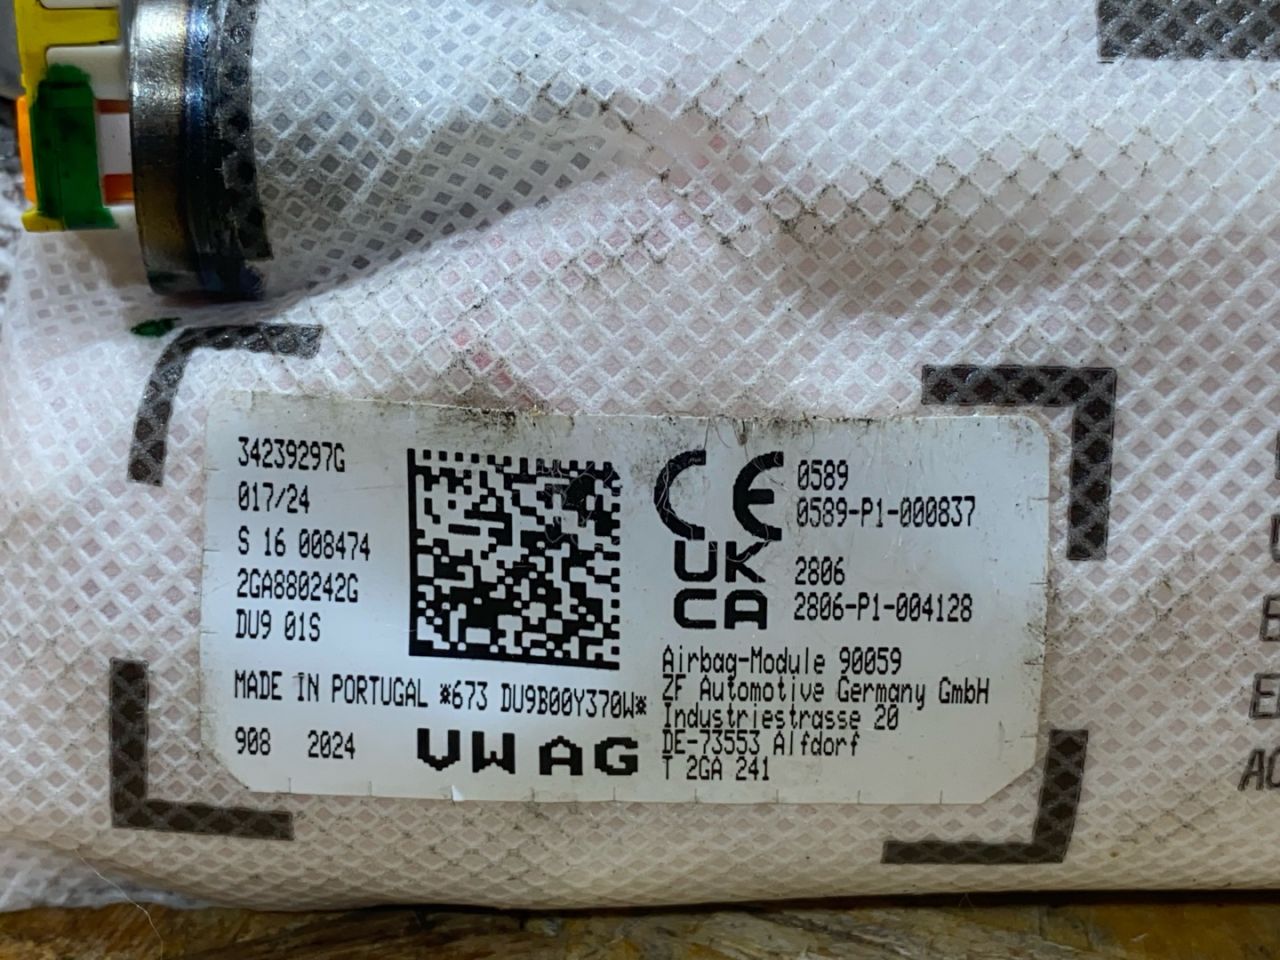 34239297G
017/24
S 16 008474
2GA880242G
DU9 01S
MADE IN PORTUGAL *673 DU9B00Y370W*
908 2024
VW AG
CE 0589
0589-P1-000837
UK CA 2806
2806-P1-004128
Airbag-Module 90059
ZF Automotive Germany GmbH
Industriestrasse 20
DE-73553 Alfdorf
T 2GA 241